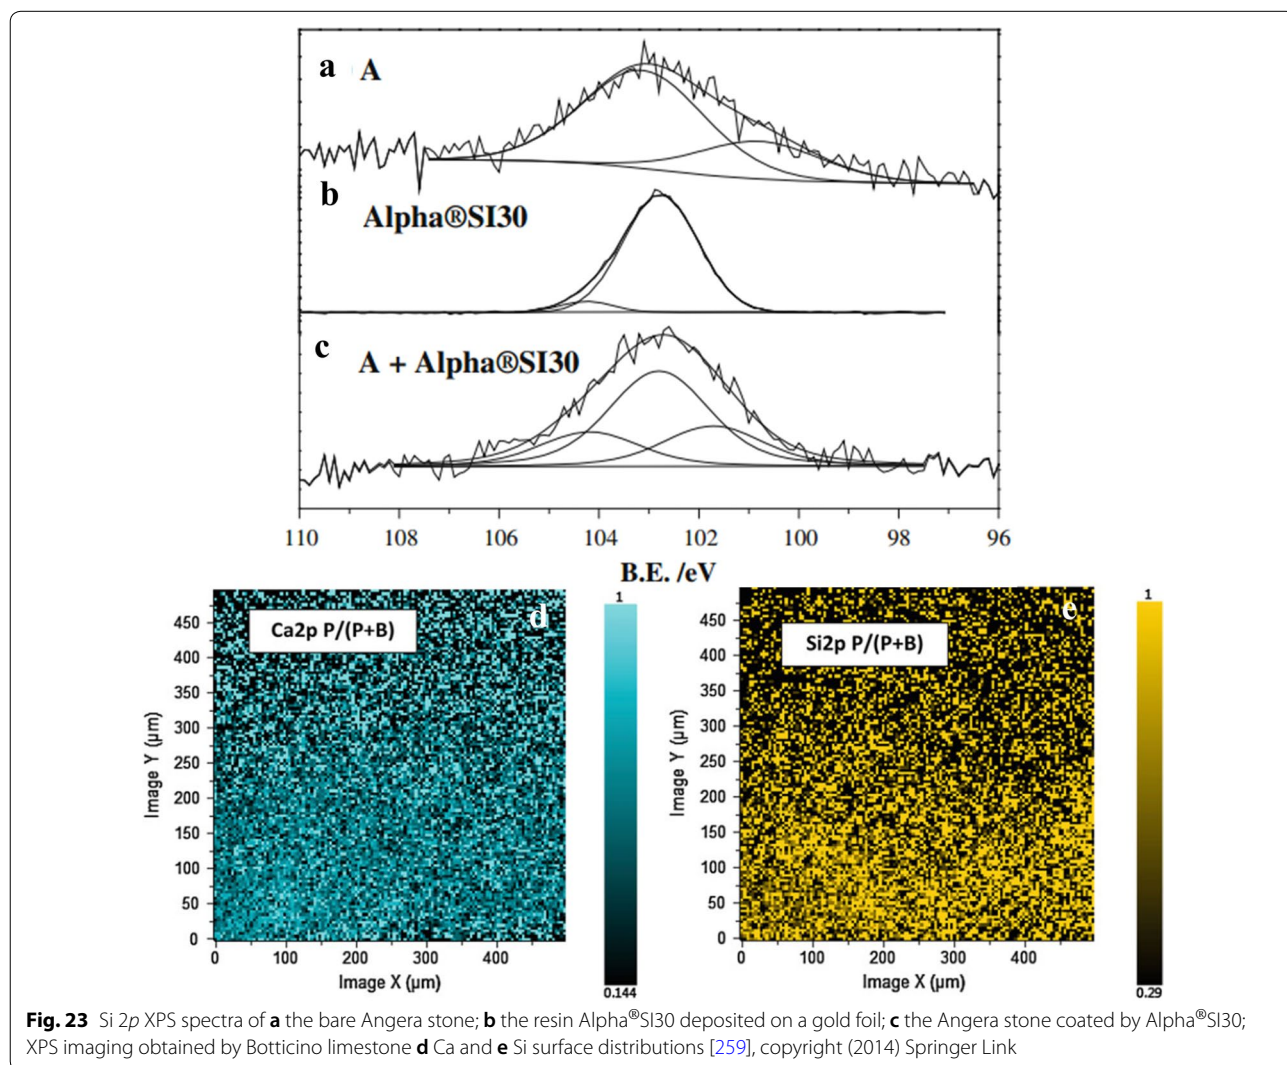 a A
b
Alpha®SI30
c
A + Alpha®SI30
110 108 106 104 102 100 98 96
B.E. /eV
1
d
Ca2p P/(P+B)
450
400
350
300
250
200
150
100
50
0
Image Y (µm)
0 100 200 300 400
Image X (µm)
0.144
1
e
Si2p P/(P+B)
450
400
350
300
250
200
150
100
50
0
Image Y (µm)
0 100 200 300 400
Image X (µm)
0.29
Fig. 23 Si 2p XPS spectra of a the bare Angera stone; b the resin Alpha®SI30 deposited on a gold foil; c the Angera stone coated by Alpha®SI30;
XPS imaging obtained by Botticino limestone d Ca and e Si surface distributions [259], copyright (2014) Springer Link